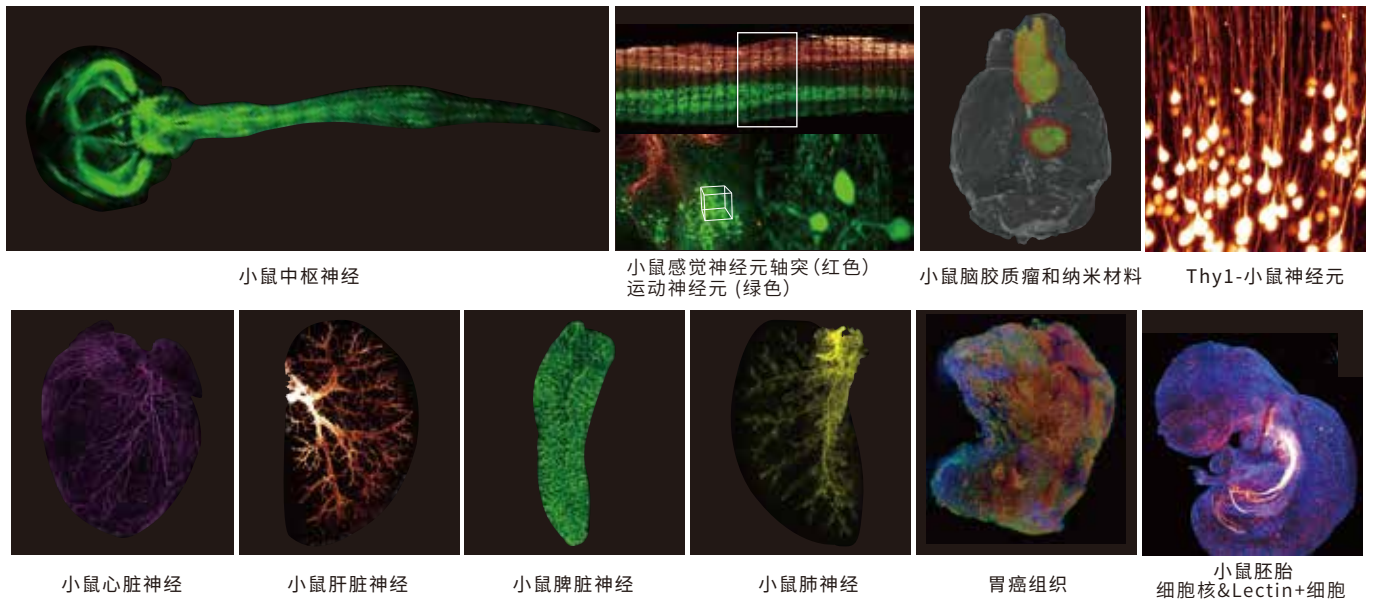 小鼠中枢神经
小鼠感觉神经元轴突（红色）
运动神经元 (绿色）
小鼠脑胶质瘤和纳米材料
Thy1-小鼠神经元
小鼠心脏神经
小鼠肝脏神经
小鼠脾脏神经
小鼠肺神经
胃癌组织
小鼠胚胎
细胞核&Lectin+细胞